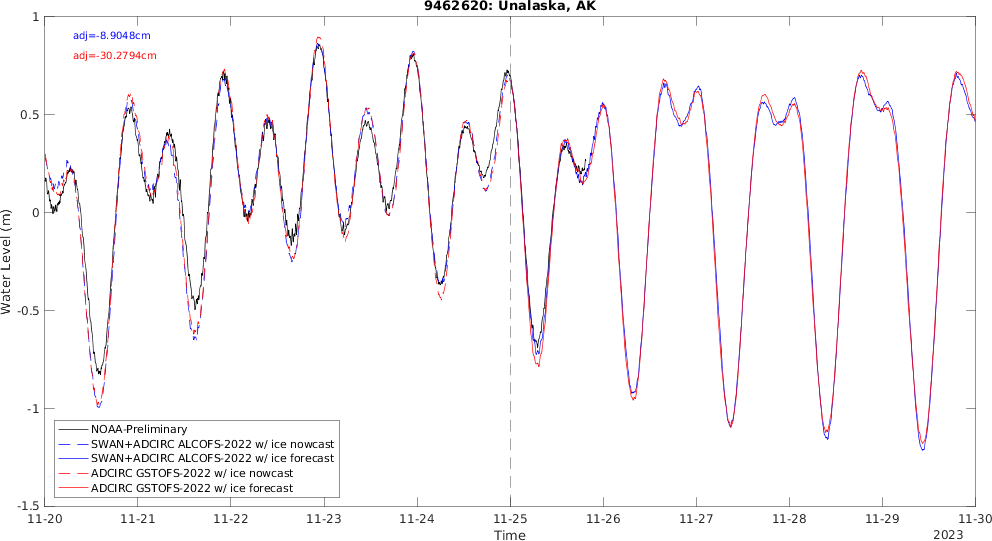 9462620: Unalaska, AK
adj=-8.9048cm
adj=-30.2794cm
Water Level (m)
1
0.5
0
-0.5
-1
-1.5
NOAA-Preliminary
SWAN+ADCIRC ALCOFS-2022 w/ ice nowcast
SWAN+ADCIRC ALCOFS-2022 w/ ice forecast
ADCIRC GSTOFS-2022 w/ ice nowcast
ADCIRC GSTOFS-2022 w/ ice forecast
11-20 11-21 11-22 11-23 11-24 11-25 11-26 11-27 11-28 11-29 11-30
Time
2023